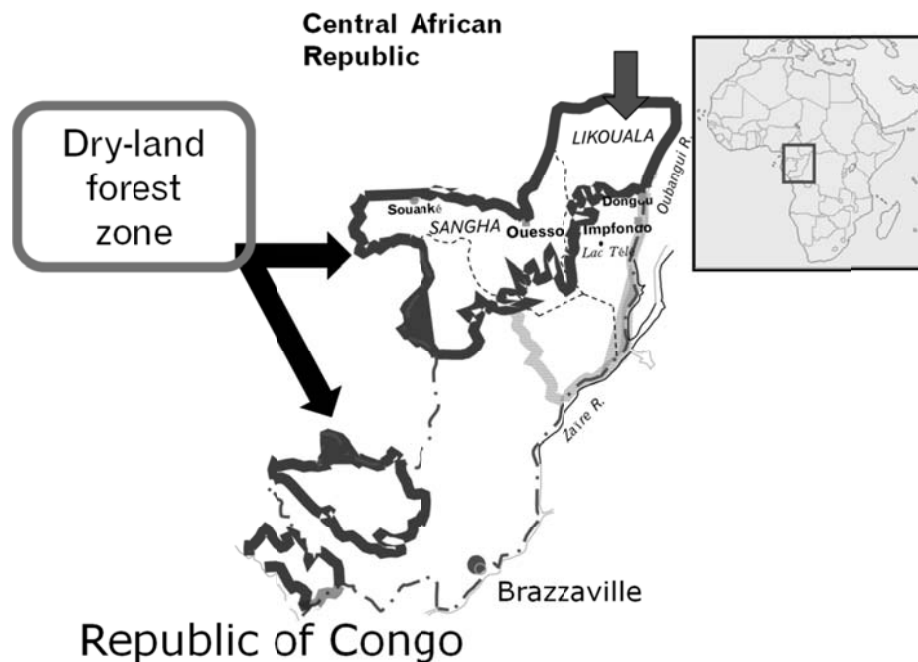 Central African
Republic
Dry-land
forest
zone
LIKOUALA
Oubangui R.
Souanké
SANGHA
Dongou
Ouesso
Impfondo
Lac Télé
Zaïre R.
Brazzaville
Republic of Congo